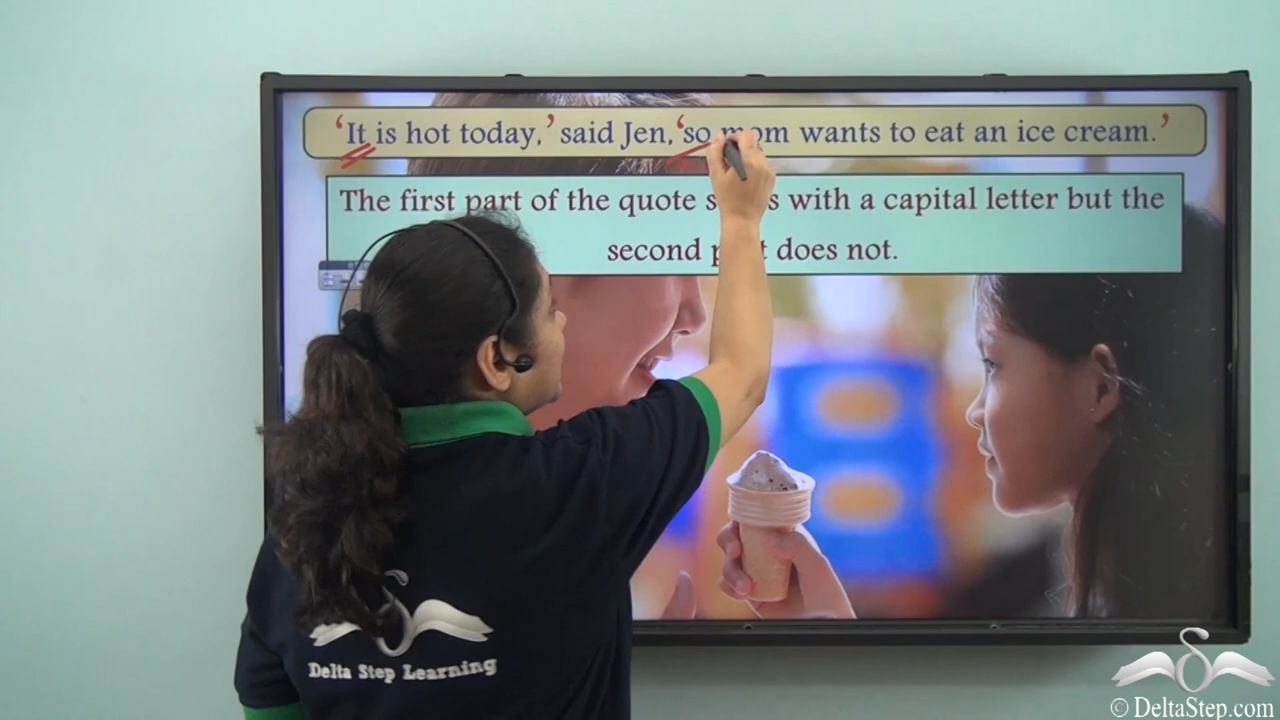 ‘It is hot today,’ said Jen, ‘so mom wants to eat an ice cream.’
The first part of the quote with a capital letter but the
second does not.
Delta Step Learning
© DeltaStep.com